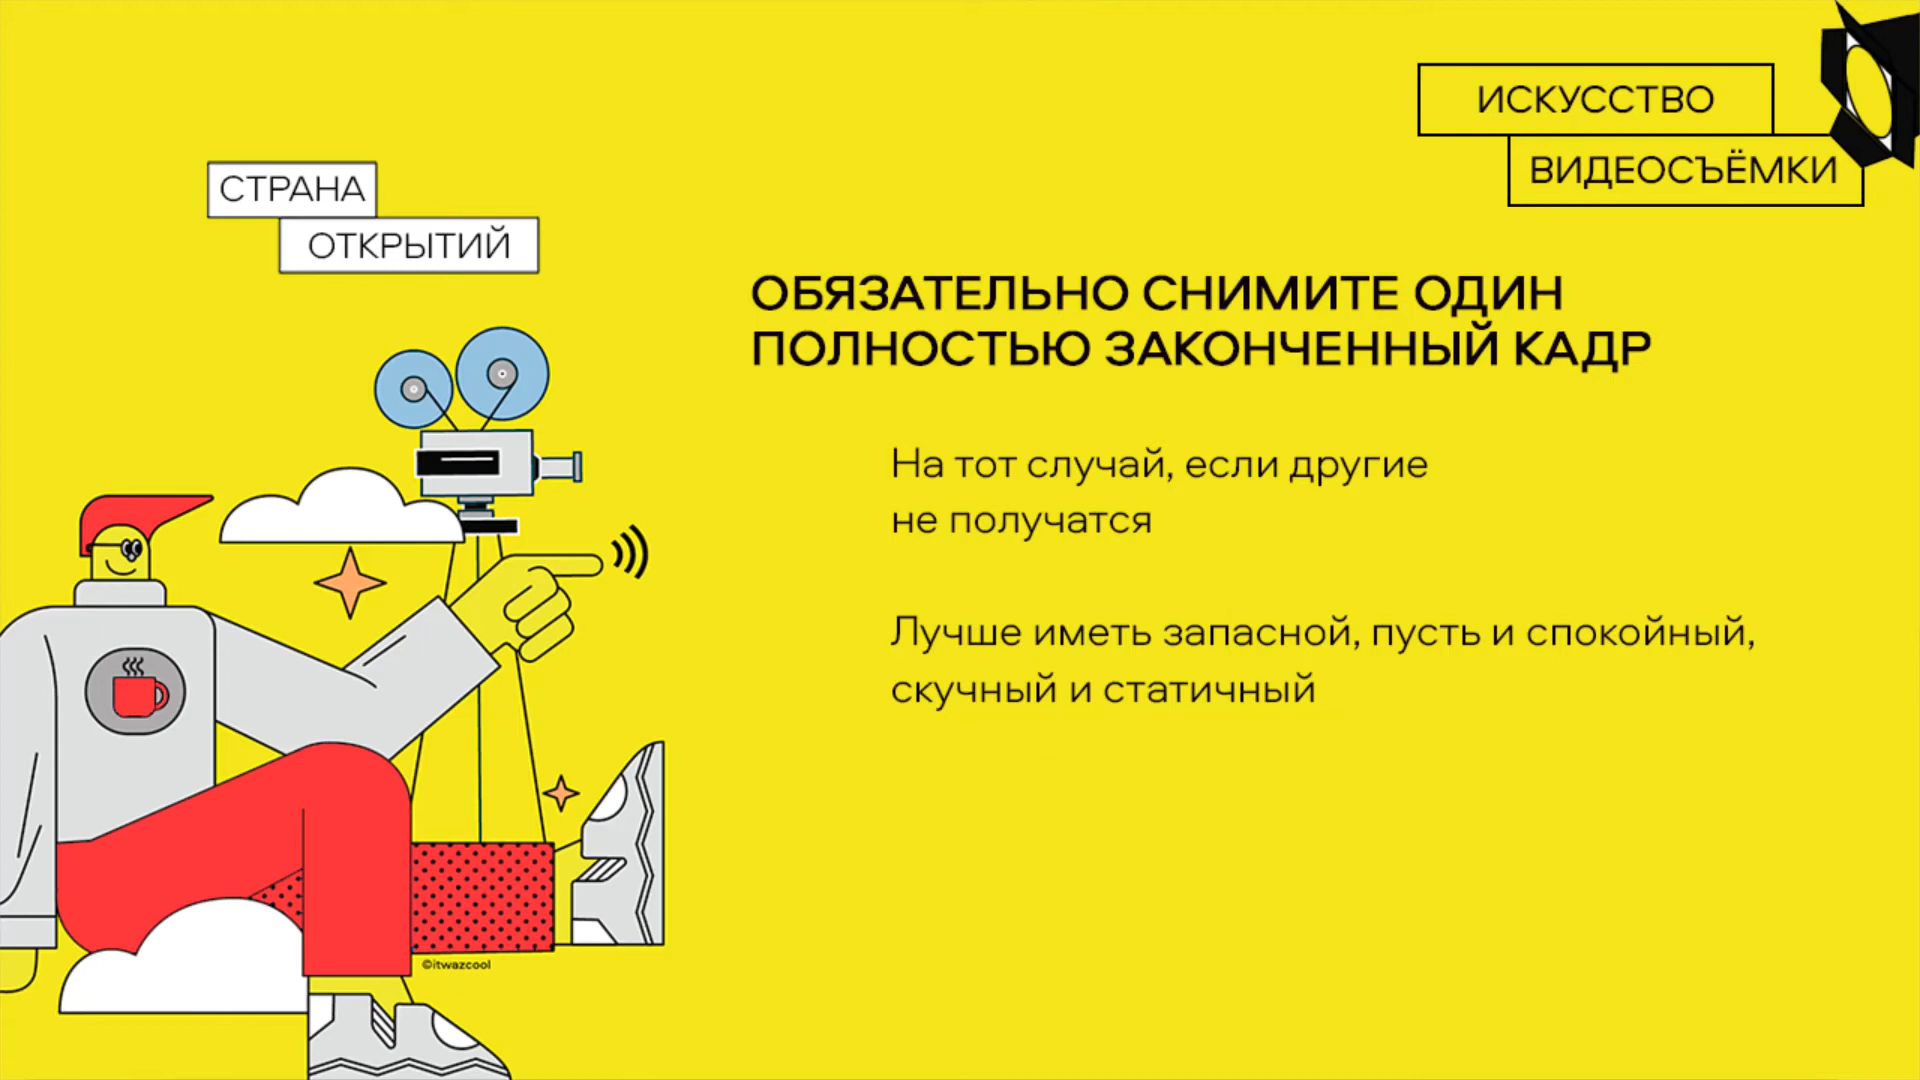 ИСКУССТВО
ВИДЕОСЪЁМКИ
СТРАНА
ОТКРЫТИЙ
ОБЯЗАТЕЛЬНО СНИМИТЕ ОДИН
ПОЛНОСТЬЮ ЗАКОНЧЕННЫЙ КАДР
На тот случай, если другие
не получатся
Лучше иметь запасной, пусть и спокойный,
скучный и статичный
©itwazcool